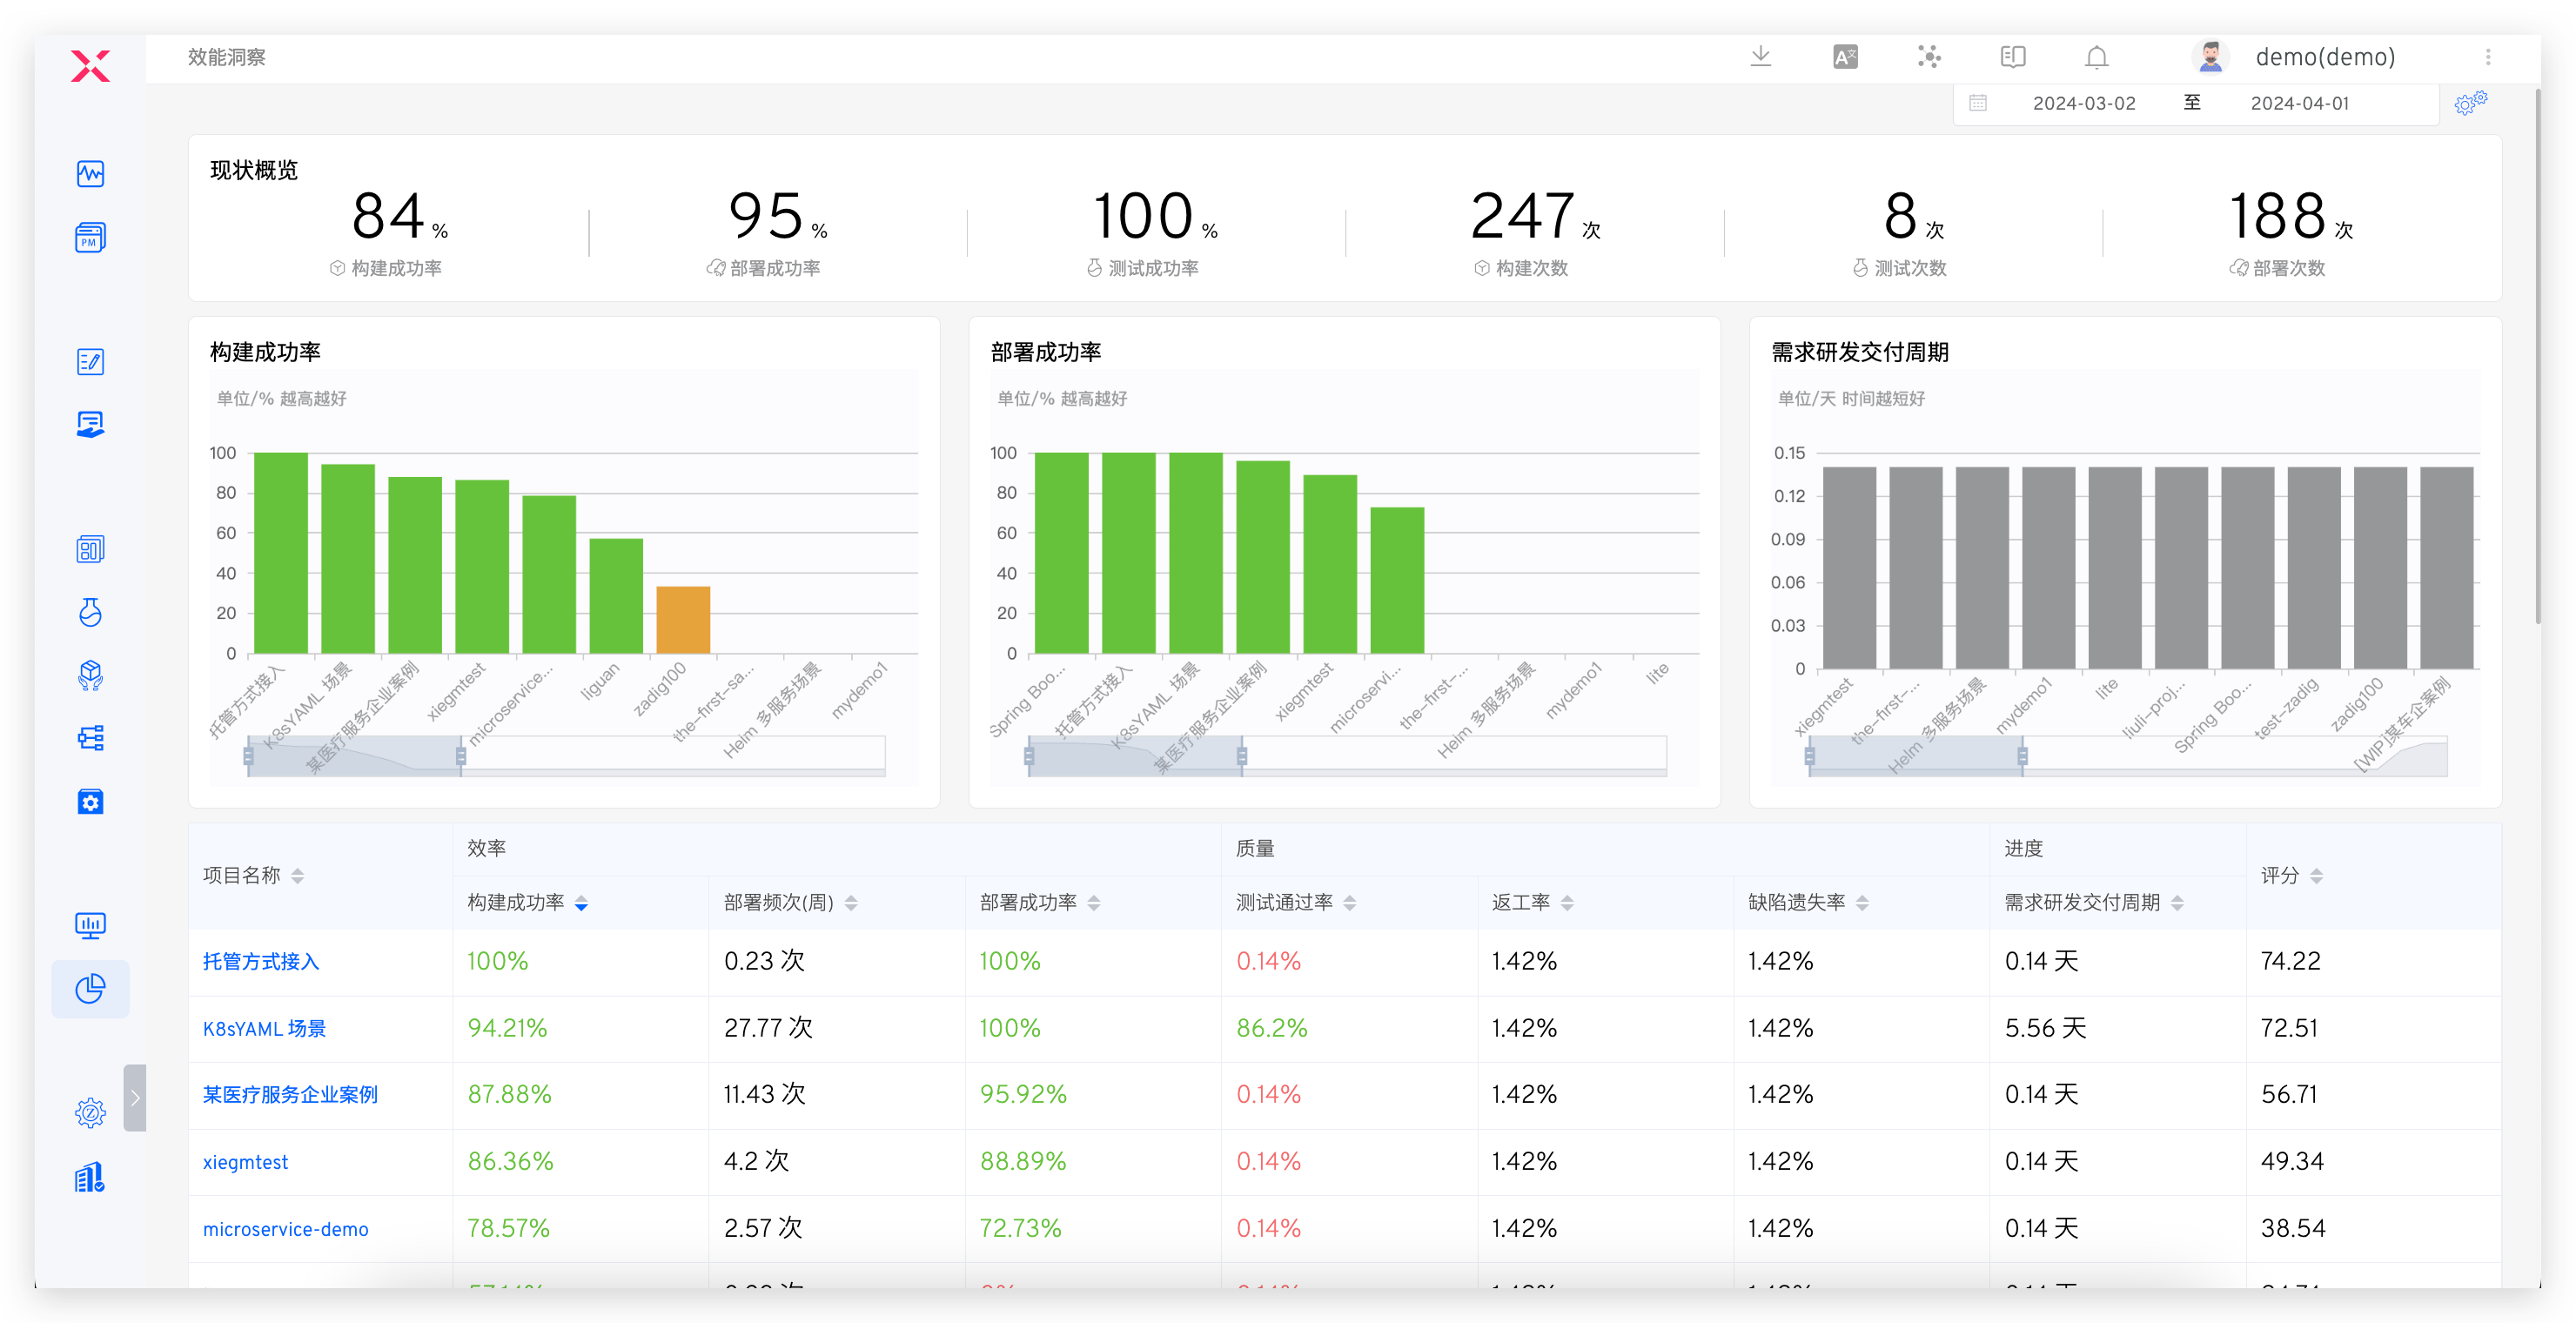 效能洞察
demo(demo)
2024-03-02 至 2024-04-01
现状概览
84 % 95 % 100 % 247 次 8 次 188 次
构建成功率 部署成功率 测试成功率 构建次数 测试次数 部署次数
构建成功率
单位/% 越高越好
100
80
60
40
20
0
托管方式接入 K8sYAML 场景 某医疗服务企业案例 xiegmtest microservice... liguan zadig100 the-first-sa... Helm 多服务场景 mydemo1
部署成功率
单位/% 越高越好
100
80
60
40
20
0
Spring Boo... 托管方式接入 K8sYAML 场景 某医疗服务企业案例 xiegmtest microservi... the-first-... Helm 多服务场景 mydemo1 lite
需求研发交付周期
单位/天 时间越短好
0.15
0.12
0.09
0.06
0.03
0
xiegmtest the-first-... Helm 多服务场景 mydemo1 lite liuli-proj... Spring Boo... test-zadig zadig100 [WIP]某车企案例
项目名称 效率 质量 进度 评分
构建成功率 部署频次(周) 部署成功率 测试通过率 返工率 缺陷遗失率 需求研发交付周期
托管方式接入 100% 0.23 次 100% 0.14% 1.42% 1.42% 0.14 天 74.22
K8sYAML 场景 94.21% 27.77 次 100% 86.2% 1.42% 1.42% 5.56 天 72.51
某医疗服务企业案例 87.88% 11.43 次 95.92% 0.14% 1.42% 1.42% 0.14 天 56.71
xiegmtest 86.36% 4.2 次 88.89% 0.14% 1.42% 1.42% 0.14 天 49.34
microservice-demo 78.57% 2.57 次 72.73% 0.14% 1.42% 1.42% 0.14 天 38.54